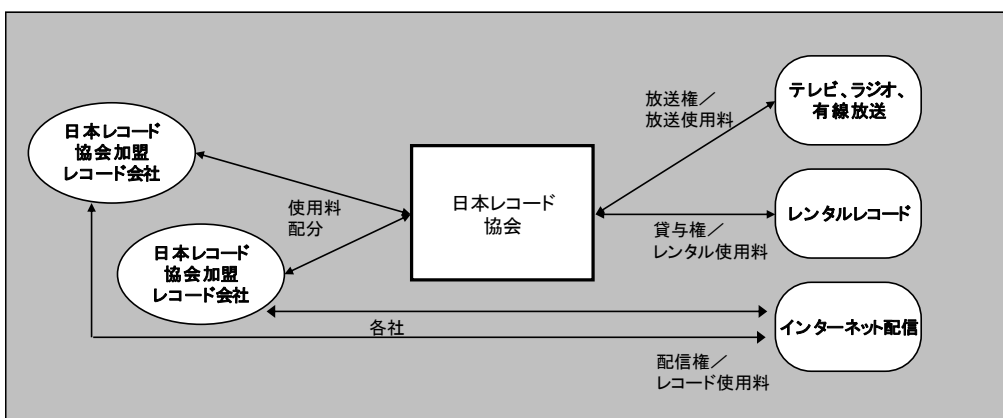 日本レコード
協会加盟
レコード会社
日本レコード
協会加盟
レコード会社
使用料
配分
各社
日本レコード
協会
放送権／
放送使用料
貸与権／
レンタル使用料
配信権／
レコード使用料
テレビ、ラジオ、
有線放送
レンタルレコード
インターネット配信